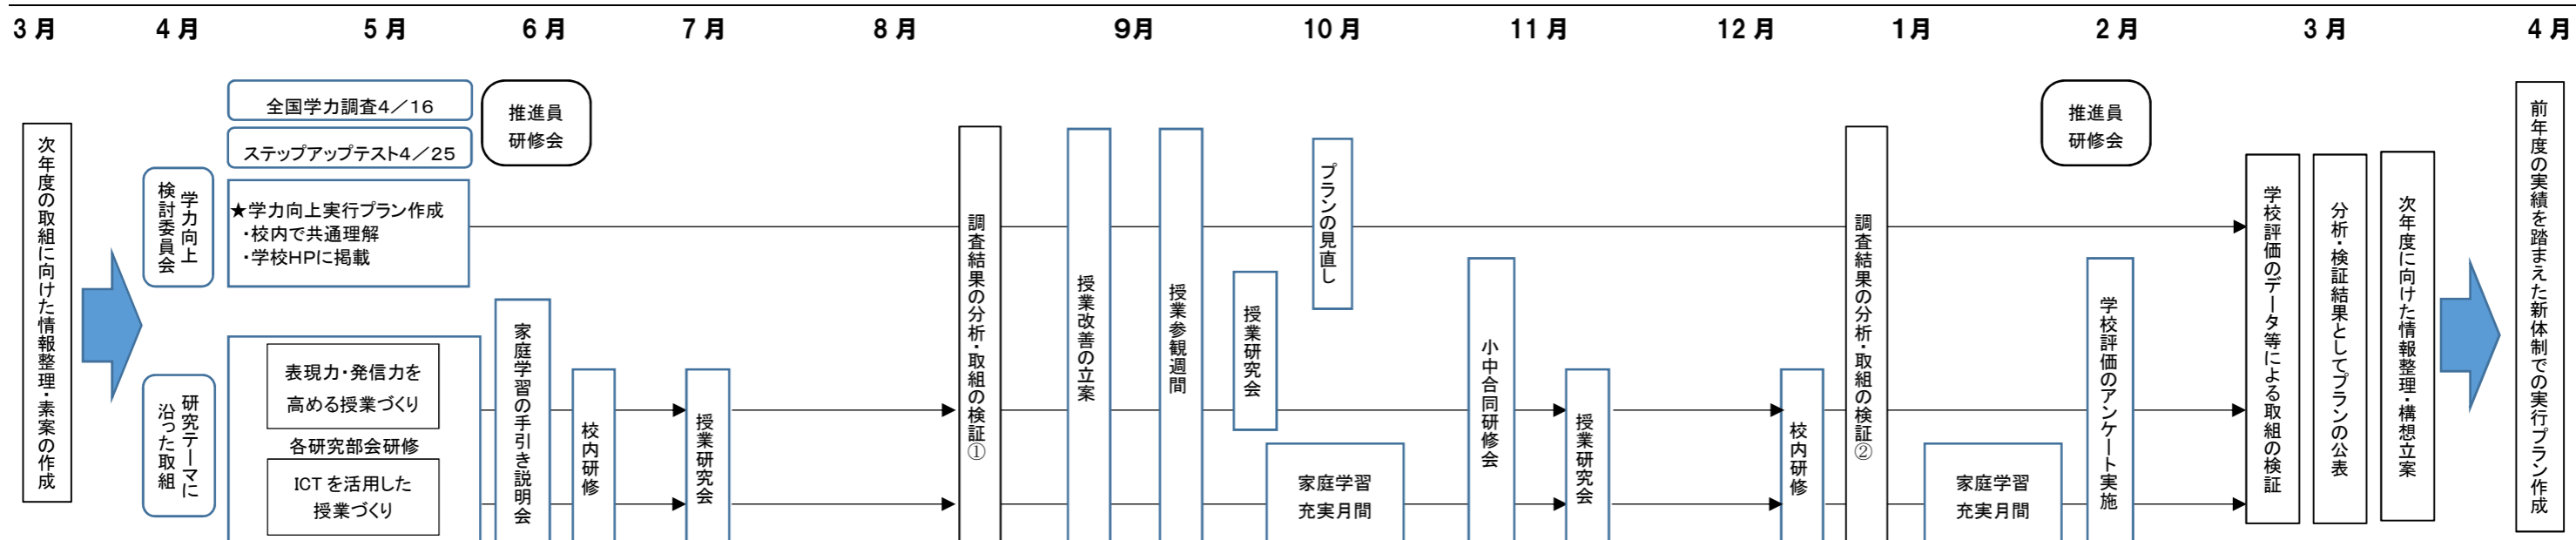 3月
4月
5月
6月
7月
8月
9月
10月
11月
12月
1月
2月
3月
4月
次年度の取組に向けた情報整理・素案の作成
学力向上
検討委員会
研究テーマに
沿った取組
全国学力調査4/16
ステップアップテスト4/25
★学力向上実行プラン作成
・校内で共通理解
・学校HPに掲載
表現力・発信力を
高める授業づくり
各研究部会研修
ICTを活用した
授業づくり
推進員
研修会
家庭学習の手引き説明会
校内研修
授業研究会
調査結果の分析・取組の検証①
授業改善の立案
授業参観週間
授業研究会
プランの見直し
家庭学習
充実月間
小中合同研修会
授業研究会
校内研修
調査結果の分析・取組の検証②
家庭学習
充実月間
推進員
研修会
学校評価のアンケート実施
学校評価のデータ等による取組の検証
分析・検証結果としてプランの公表
次年度に向けた情報整理・構想立案
前年度の実績を踏まえた新体制での実行プラン作成